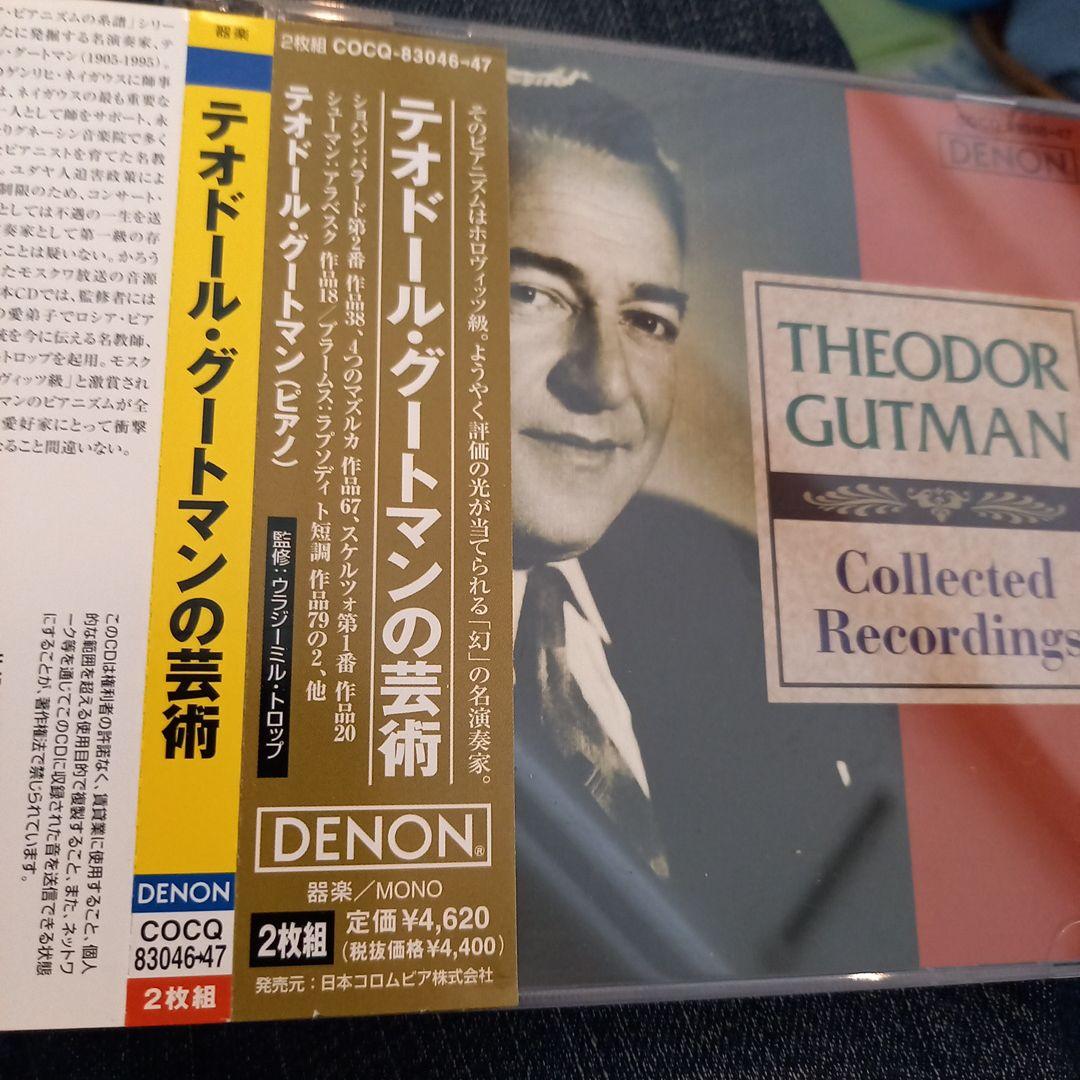 ・ピアニズムの系譜」シリー
たに発掘する名演奏家、テ
ン・グートマン(1905-1995)。
のゲンリヒ・ネイガウスに師事
は、ネイガウスの最も重要な
一人として師をサポート、永
りグネーシン音楽院で多く
たピアニストを育てた名教
。ユダヤ人迫害政策によ
制限のため、コンサート・
としては不遇の一生を送
奏家として第一級の存
ことは疑いない。かろう
たモスクワ放送の音源
本CDでは、監修者には
の愛弟子でロシア・ピア
統を今に伝える名教師、
トロップを起用。モスク
ヴィッツ級」と激賞され
マンのピアニズムが全
愛好家にとって衝撃
なること間違いない。
このCDは権利者の許諾なく、賃貸業に使用すること、個人
的な範囲を超える使用目的で複製すること、また、ネットワ
ーク等を通じてこのCDに収録された音を送信できる状態
にすることが、著作権法で禁じられています。
器楽
テオドール・グートマンの芸術
DENON
COCQ
83046→47
2枚組
2枚組 COCQ-83046→47
そのピアニズムはホロヴィッツ級。ようやく評価の光が当てられる「幻」の名演奏家。
テオドール・グートマンの芸術
ショパン:バラード第2番 作品38、4つのマズルカ 作品67、スケルツォ第1番 作品20
シューマン:アラベスク 作品18/ブラームス:ラプソディ ト短調 作品79の2、他
テオドール・グートマン(ピアノ)
監修:ウラジーミル・トロップ
DENON®
器楽/MONO
2枚組
定価¥4,620
(税抜価格¥4,400)
発売元:日本コロムビア株式会社
COCQ-83046-47
DENON
THEODOR
GUTMAN
Collected
Recordings